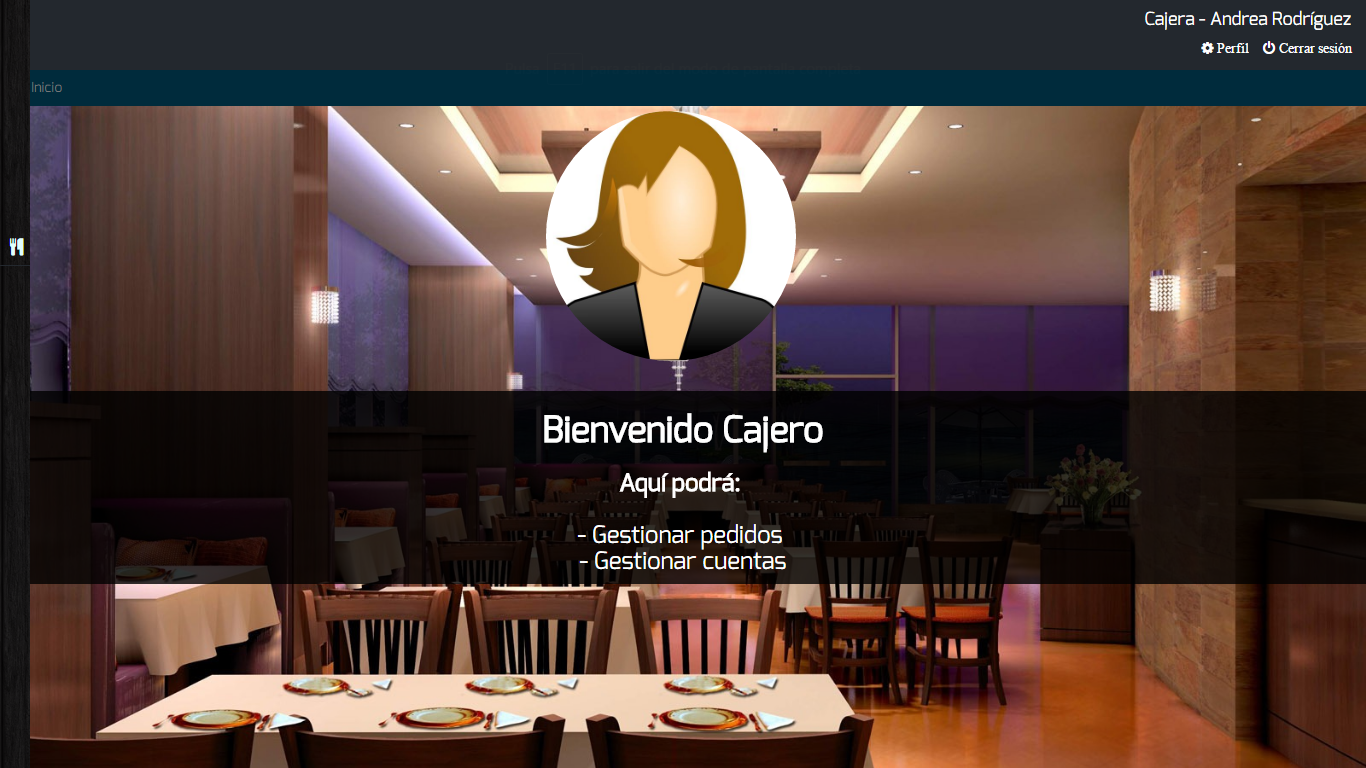 Cajera - Andrea Rodríguez
Perfil Cerrar sesión
Inicio
Bienvenido Cajero
Aquí podrá:
- Gestionar pedidos
- Gestionar cuentas